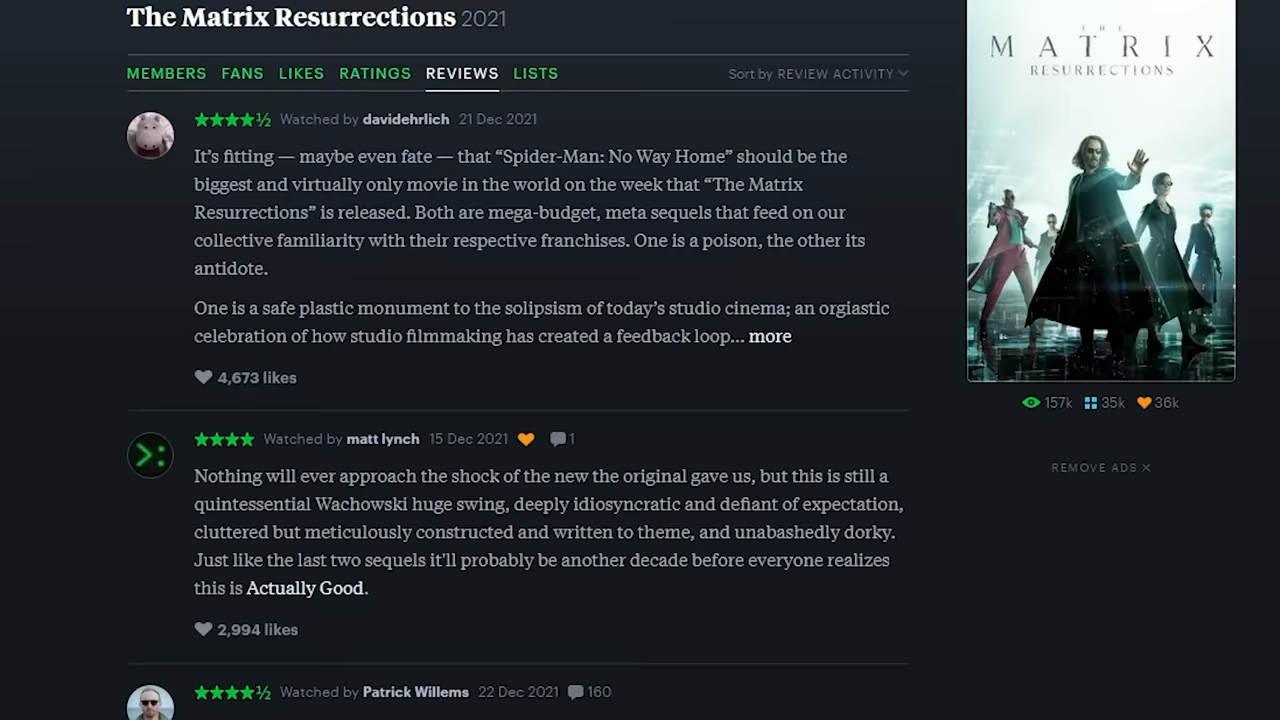 The Matrix Resurrections 2021
MEMBERS FANS LIKES RATINGS REVIEWS LISTS
Sort by REVIEW ACTIVITY
★★★★½ Watched by davidehrlich 21 Dec 2021
It’s fitting — maybe even fate — that “Spider-Man: No Way Home” should be the
biggest and virtually only movie in the world on the week that “The Matrix
Resurrections” is released. Both are mega-budget, meta sequels that feed on our
collective familiarity with their respective franchises. One is a poison, the other its
antidote.
One is a safe plastic monument to the solipsism of today’s studio cinema; an orgiastic
celebration of how studio filmmaking has created a feedback loop... more
4,673 likes
★★★★ Watched by matt lynch 15 Dec 2021 1
Nothing will ever approach the shock of the new the original gave us, but this is still a
quintessential Wachowski huge swing, deeply idiosyncratic and defiant of expectation,
cluttered but meticulously constructed and written to theme, and unabashedly dorky.
Just like the last two sequels it'll probably be another decade before everyone realizes
this is Actually Good.
2,994 likes
★★★★½ Watched by Patrick Willems 22 Dec 2021 160
THE
MATRIX
RESURRECTIONS
157k 35k 36k
REMOVE ADS ×